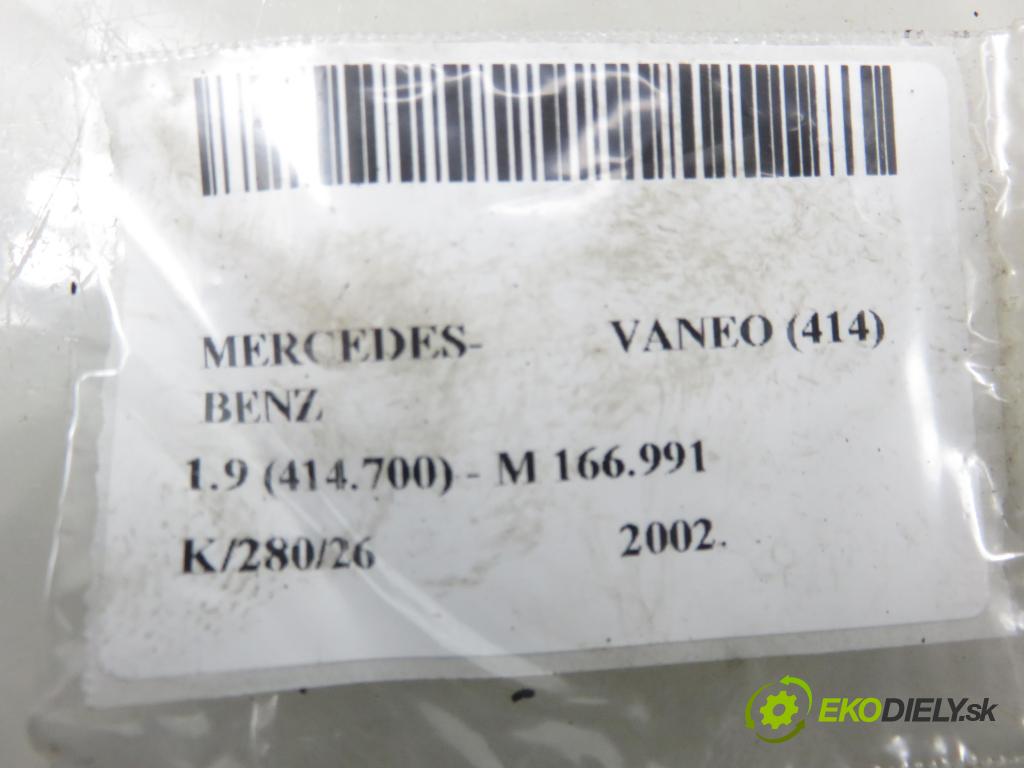 MERCEDES- VANEO (414)
BENZ
1.9 (414.700) - M 166.991
K/280/26 2002.
EKODIELY.sk